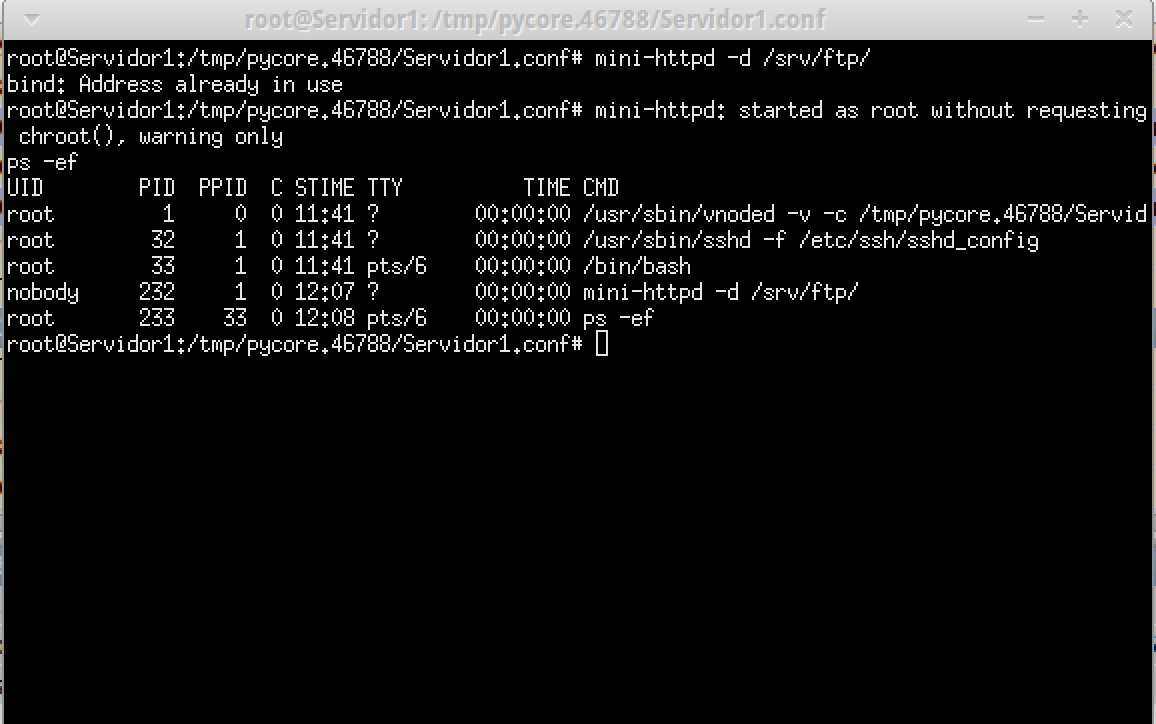 root@Servidor1: /tmp/pycore.46788/Servidor1.conf
root@Servidor1:/tmp/pycore.46788/Servidor1.conf# mini-httpd -d /srv/ftp/
bind: Address already in use
root@Servidor1:/tmp/pycore.46788/Servidor1.conf# mini-httpd: started as root without requesting
 chroot(), warning only
ps -ef
UID        PID  PPID  C STIME TTY          TIME CMD
root         1     0  0 11:41 ?        00:00:00 /usr/sbin/vnoded -v -c /tmp/pycore.46788/Servid
root        32     1  0 11:41 ?        00:00:00 /usr/sbin/sshd -f /etc/ssh/sshd_config
root        33     1  0 11:41 pts/6    00:00:00 /bin/bash
nobody     232     1  0 12:07 ?        00:00:00 mini-httpd -d /srv/ftp/
root       233    33  0 12:08 pts/6    00:00:00 ps -ef
root@Servidor1:/tmp/pycore.46788/Servidor1.conf#